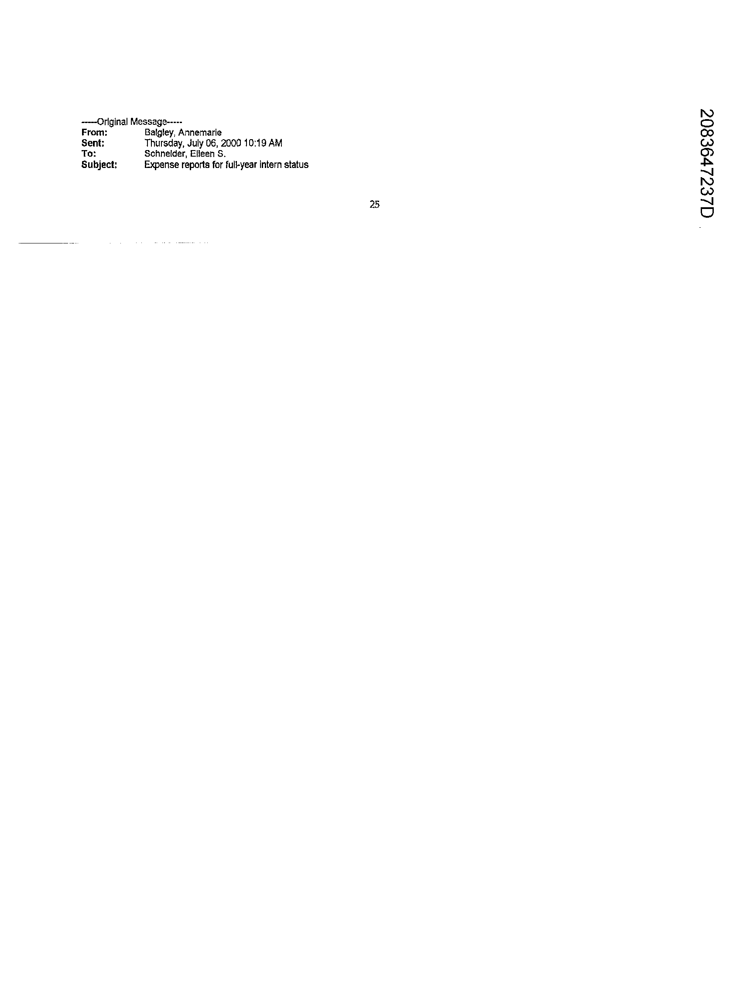 -----Original Message-----
From: Balgley, Annemarie
Sent: Thursday, July 06, 2000 10:19 AM
To: Schneider, Eileen S.
Subject: Expense reports for full-year intern status
25
2083647237D